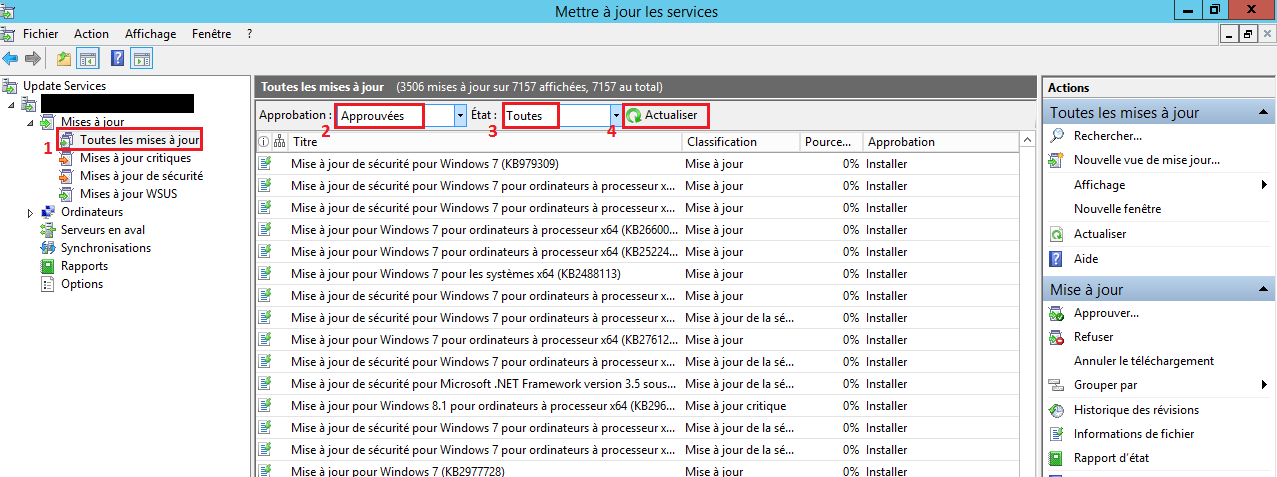 Mettre à jour les services
Fichier Action Affichage Fenêtre ?
Update Services
Mises à jour
1 Toutes les mises à jour
Mises à jour critiques
Mises à jour de sécurité
Mises à jour WSUS
Ordinateurs
Serveurs en aval
Synchronisations
Rapports
Options
Toutes les mises à jour (3506 mises à jour sur 7157 affichées, 7157 au total)
Approbation : 2 Approuvées État : 3 Toutes 4 Actualiser
Titre Classification Pource... Approbation
Mise à jour de sécurité pour Windows 7 (KB979309) Mise à jour 0% Installer
Mise à jour de sécurité pour Windows 7 pour ordinateurs à processeur x... Mise à jour 0% Installer
Mise à jour de sécurité pour Windows 7 pour ordinateurs à processeur x... Mise à jour 0% Installer
Mise à jour pour Windows 7 pour ordinateurs à processeur x64 (KB26600... Mise à jour 0% Installer
Mise à jour pour Windows 7 pour ordinateurs à processeur x64 (KB25224... Mise à jour 0% Installer
Mise à jour pour Windows 7 pour les systèmes x64 (KB2488113) Mise à jour 0% Installer
Mise à jour de sécurité pour Windows 7 pour ordinateurs à processeur x... Mise à jour 0% Installer
Mise à jour de sécurité pour Windows 7 pour ordinateurs à processeur x... Mise à jour de la sé... 0% Installer
Mise à jour pour Windows 7 pour ordinateurs à processeur x64 (KB27612... Mise à jour 0% Installer
Mise à jour de sécurité pour Windows 7 pour ordinateurs à processeur x... Mise à jour de la sé... 0% Installer
Mise à jour de sécurité pour Microsoft .NET Framework version 3.5 sous... Mise à jour de la sé... 0% Installer
Mise à jour pour Windows 8.1 pour ordinateurs à processeur x64 (KB296... Mise à jour critique 0% Installer
Mise à jour de sécurité pour Windows 7 pour ordinateurs à processeur x... Mise à jour de la sé... 0% Installer
Mise à jour de sécurité pour Windows 7 pour ordinateurs à processeur x... Mise à jour de la sé... 0% Installer
Mise à jour pour Windows 7 (KB2977728) Mise à jour 0% Installer
Actions
Toutes les mises à jour
Rechercher...
Nouvelle vue de mise jour...
Affichage
Nouvelle fenêtre
Actualiser
Aide
Mise à jour
Approuver...
Refuser
Annuler le téléchargement
Grouper par
Historique des révisions
Informations de fichier
Rapport d'état